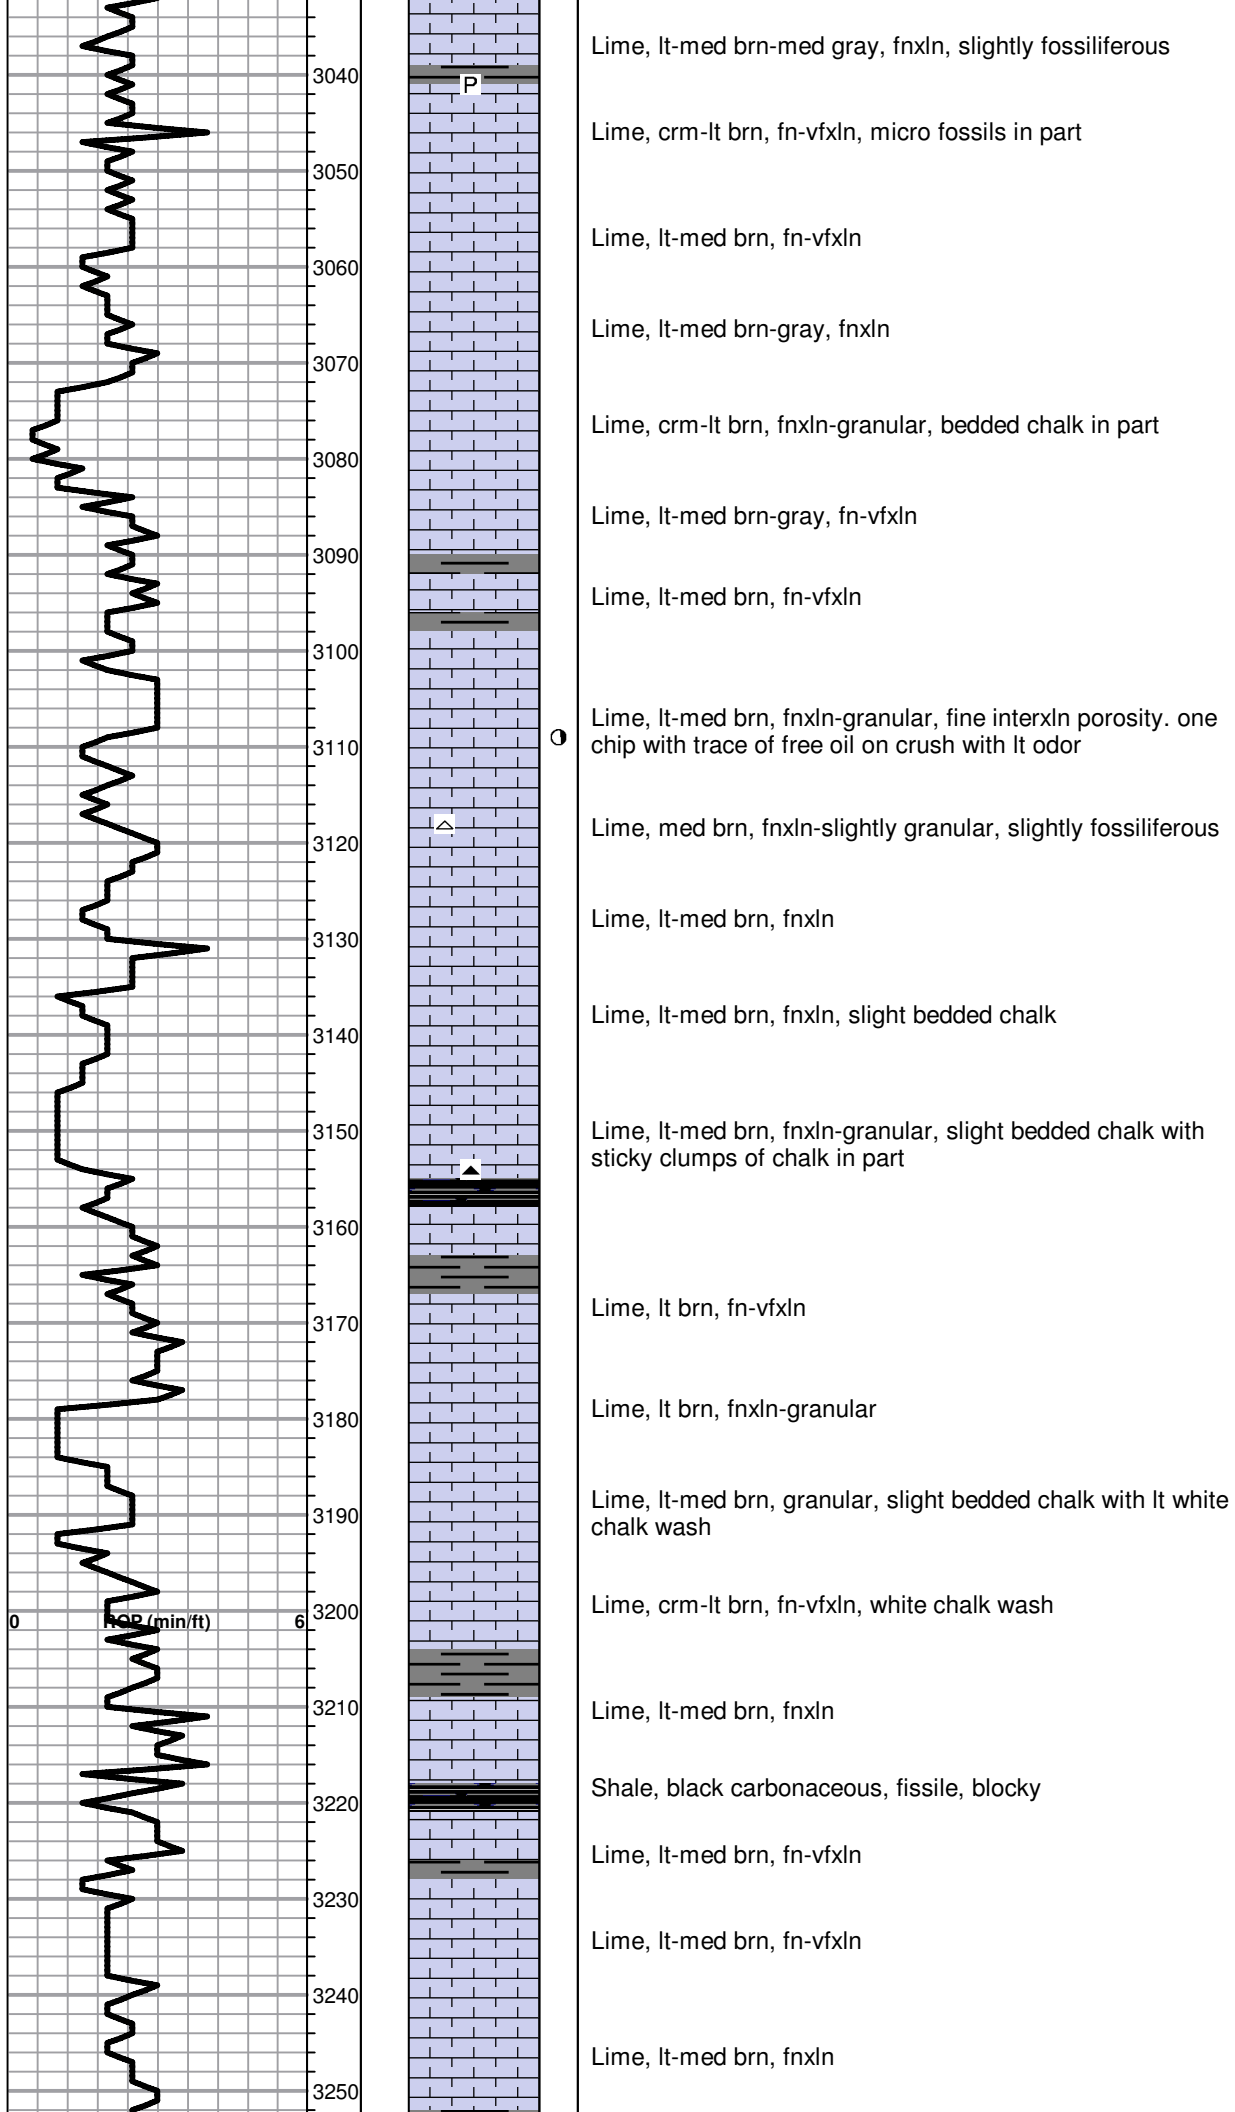 Lime, lt-med brn-med gray, fnxln, slightly fossiliferous
3040
P
Lime, crm-lt brn, fn-vfxln, micro fossils in part
3050
Lime, lt-med brn, fn-vfxln
3060
Lime, lt-med brn-gray, fnxln
3070
Lime, crm-lt brn, fnxln-granular, bedded chalk in part
3080
Lime, lt-med brn-gray, fn-vfxln
3090
Lime, lt-med brn, fn-vfxln
3100
Lime, lt-med brn, fnxln-granular, fine interxln porosity. one
chip with trace of free oil on crush with lt odor
3110
Lime, med brn, fnxln-slightly granular, slightly fossiliferous
3120
Lime, lt-med brn, fnxln
3130
Lime, lt-med brn, fnxln, slight bedded chalk
3140
3150
Lime, lt-med brn, fnxln-granular, slight bedded chalk with
sticky clumps of chalk in part
3160
Lime, lt brn, fn-vfxln
3170
Lime, lt brn, fnxln-granular
3180
Lime, lt-med brn, granular, slight bedded chalk with lt white
chalk wash
3190
Lime, crm-lt brn, fn-vfxln, white chalk wash
3200
0 ROP (min/ft) 6
3210
Lime, lt-med brn, fnxln
Shale, black carbonaceous, fissile, blocky
3220
Lime, lt-med brn, fn-vfxln
3230
Lime, lt-med brn, fn-vfxln
3240
Lime, lt-med brn, fnxln
3250